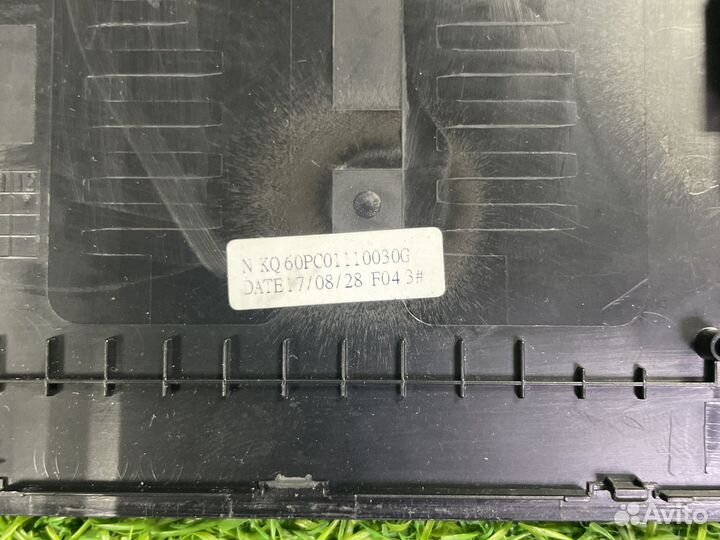 N KQ 60PC01110030G
DATE17/08/28 F04 3#
Avito